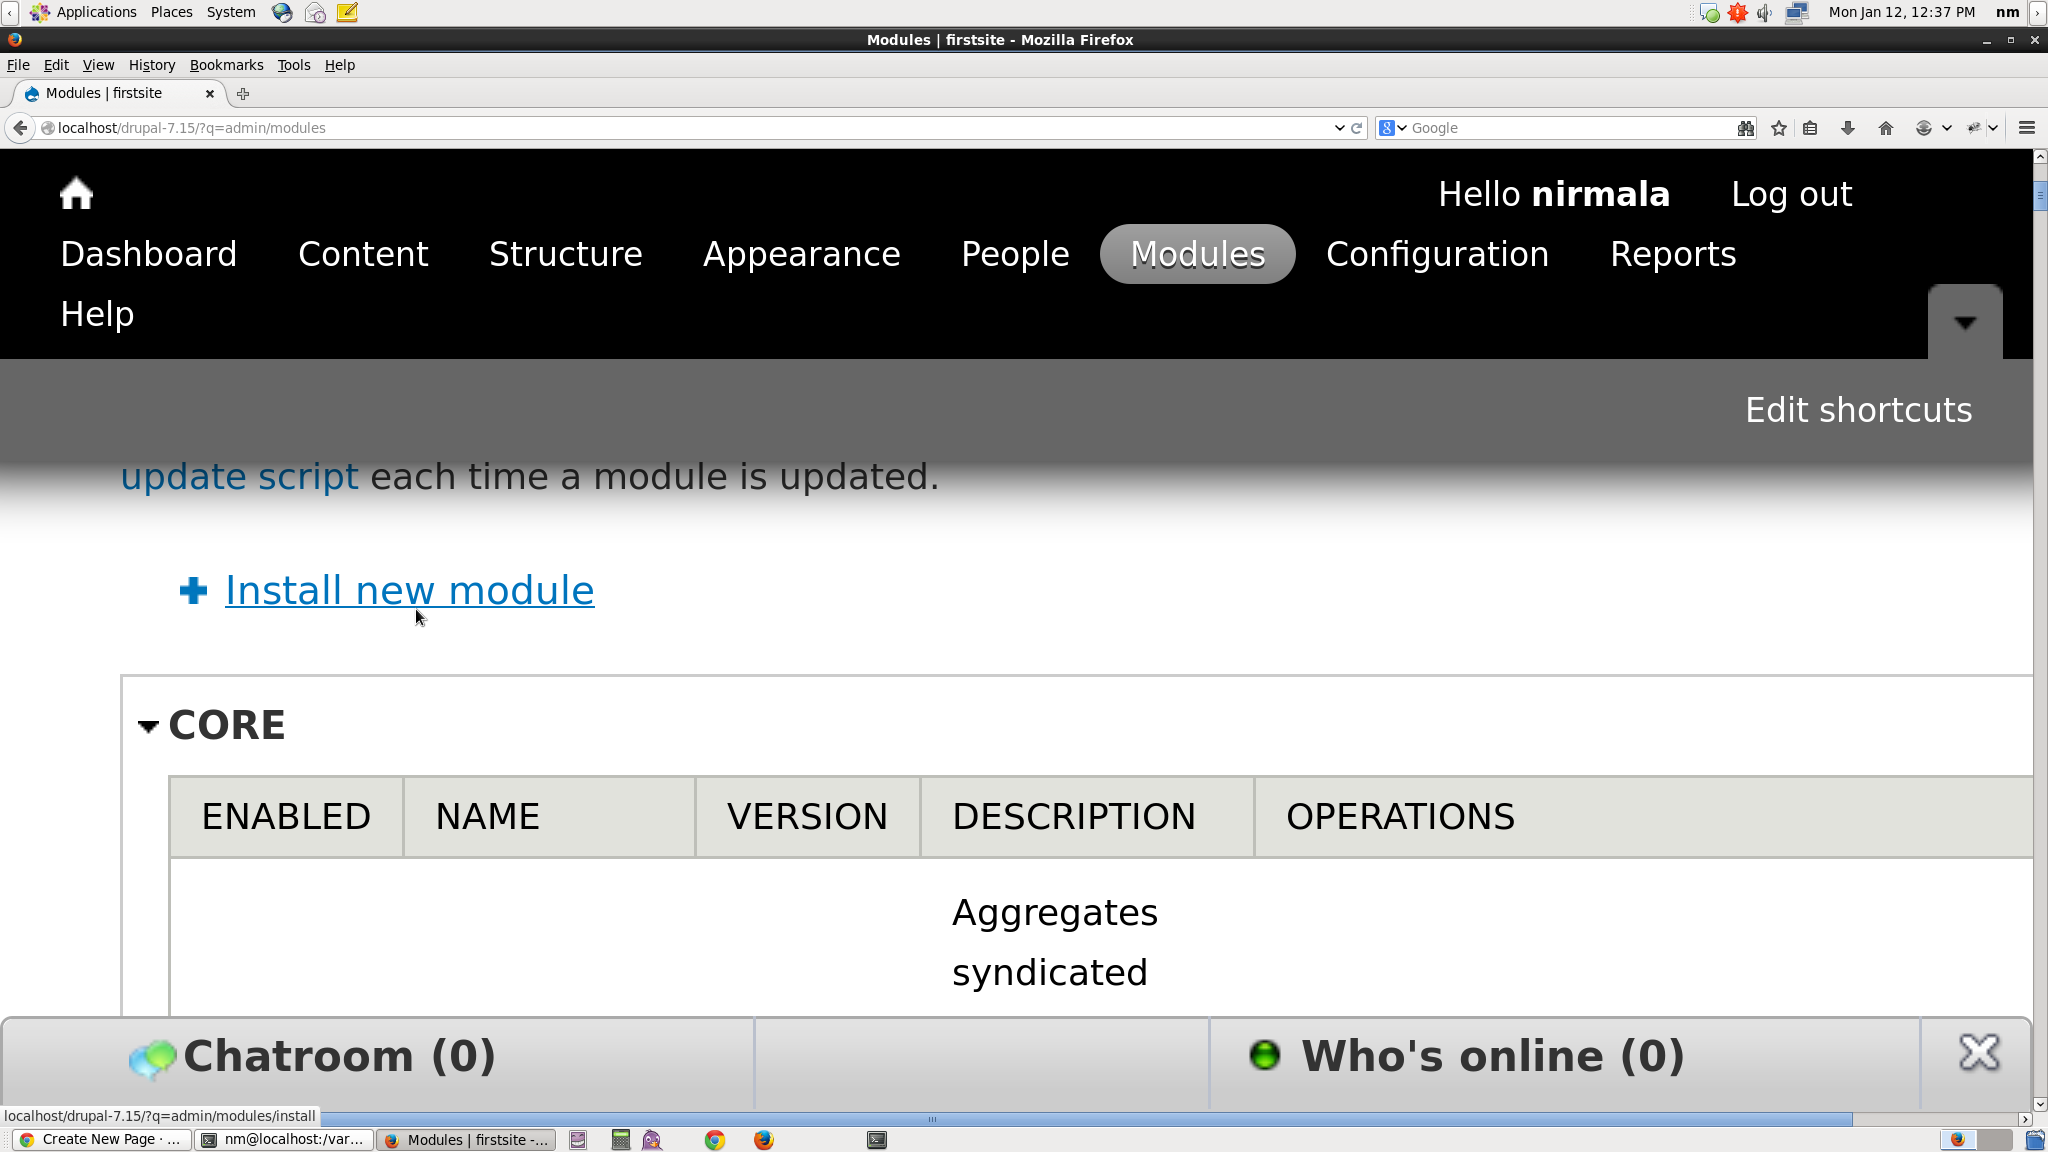 Applications Places System Mon Jan 12, 12:37 PM nm
Modules | firstsite - Mozilla Firefox
File Edit View History Bookmarks Tools Help
Modules | firstsite
localhost/drupal-7.15/?q=admin/modules Google
Hello nirmala Log out
Dashboard Content Structure Appearance People Modules Configuration Reports
Help
Edit shortcuts
update script each time a module is updated.
Install new module
CORE
ENABLED NAME VERSION DESCRIPTION OPERATIONS
Aggregates
syndicated
Chatroom (0) Who's online (0)
localhost/drupal-7.15/?q=admin/modules/install
Create New Page · ... nm@localhost:/var... Modules | firstsite -...